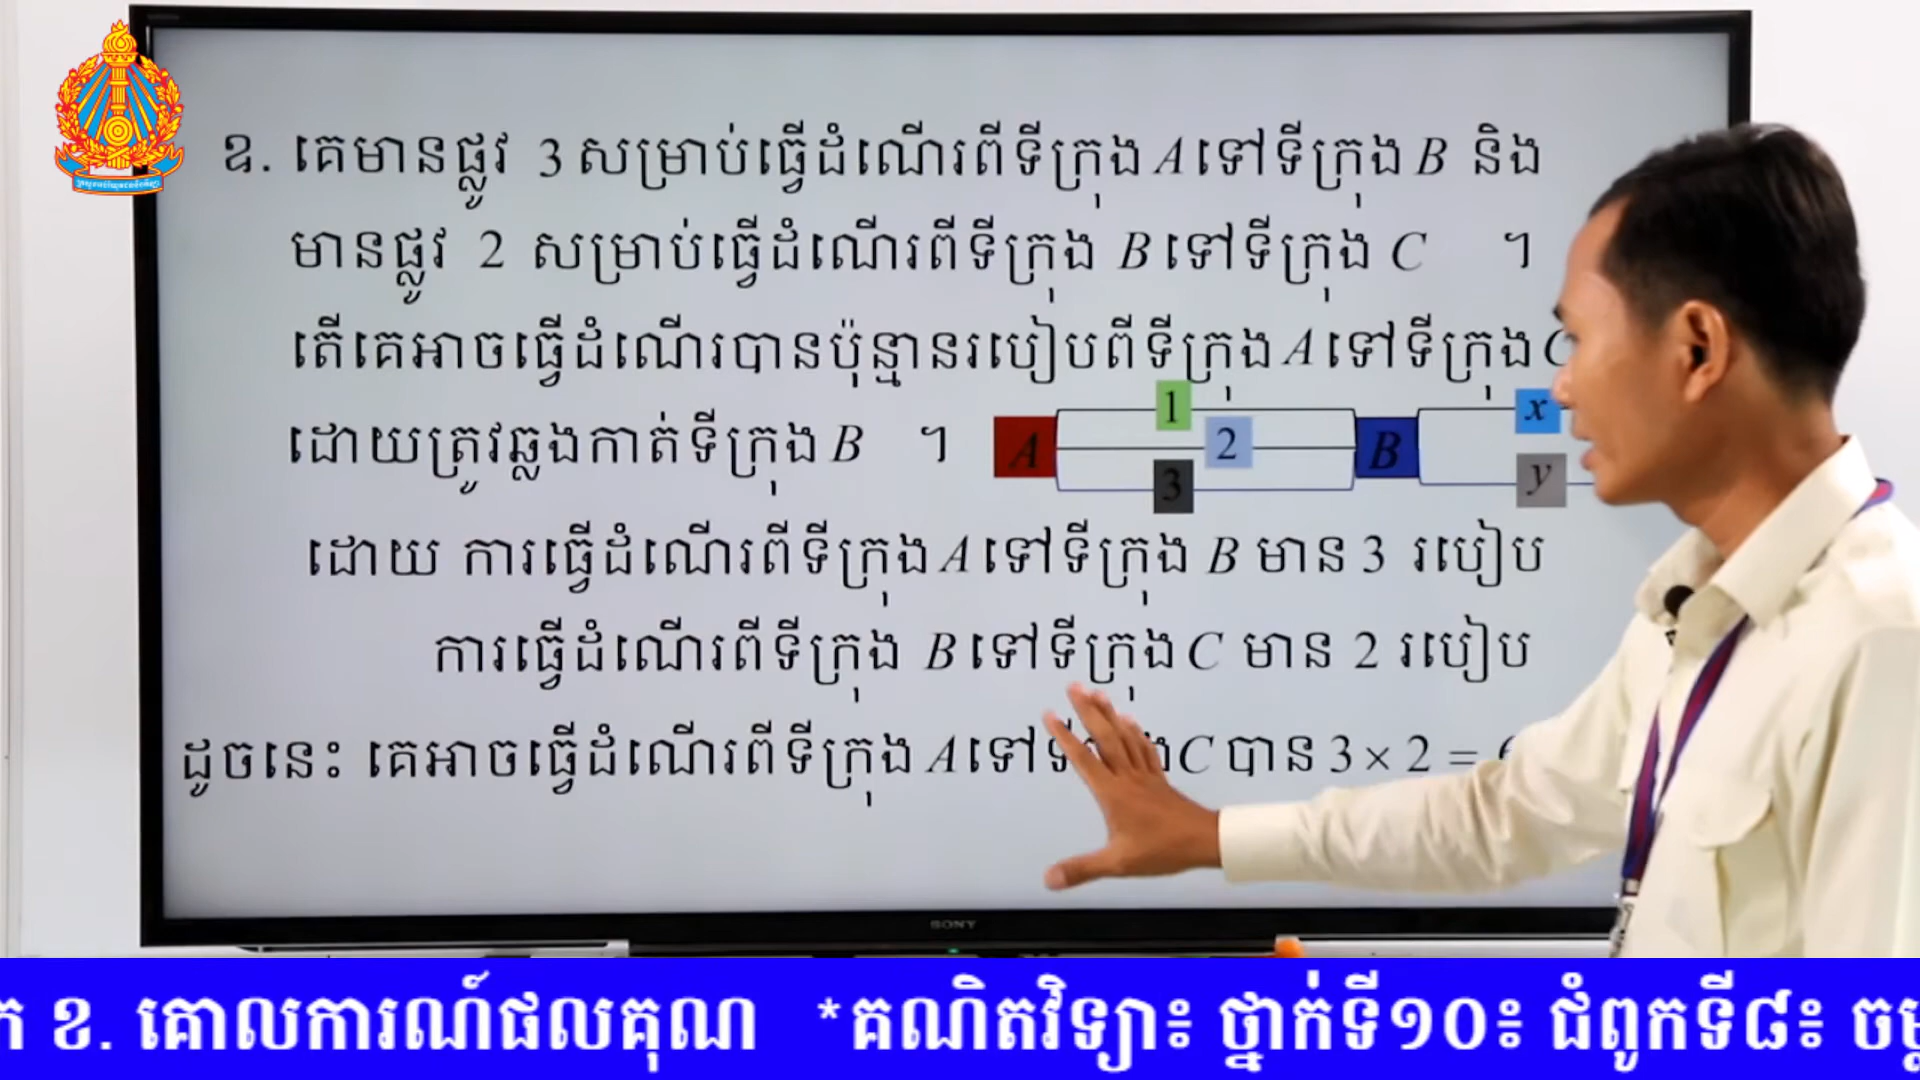 ឧ. គេមានផ្លូវ 3 សម្រាប់ធ្វើដំណើរពីទីក្រុង A ទៅទីក្រុង B និង
មានផ្លូវ 2 សម្រាប់ធ្វើដំណើរពីទីក្រុង B ទៅទីក្រុង C ។
តើគេអាចធ្វើដំណើរបានប៉ុន្មានរបៀបពីទីក្រុង A ទៅទីក្រុង C
ដោយត្រូវឆ្លងកាត់ទីក្រុង B ។
A 1 2 3 B x y
ដោយ ការធ្វើដំណើរពីទីក្រុង A ទៅទីក្រុង B មាន 3 របៀប
ការធ្វើដំណើរពីទីក្រុង B ទៅទីក្រុង C មាន 2 របៀប
ដូចនេះ គេអាចធ្វើដំណើរពីទីក្រុង A ទៅ C បាន 3 × 2 =
SONY
ក ខ. គោលការណ៍ផលគុណ *គណិតវិទ្យា៖ ថ្នាក់ទី១០៖ ជំពូកទី៨៖